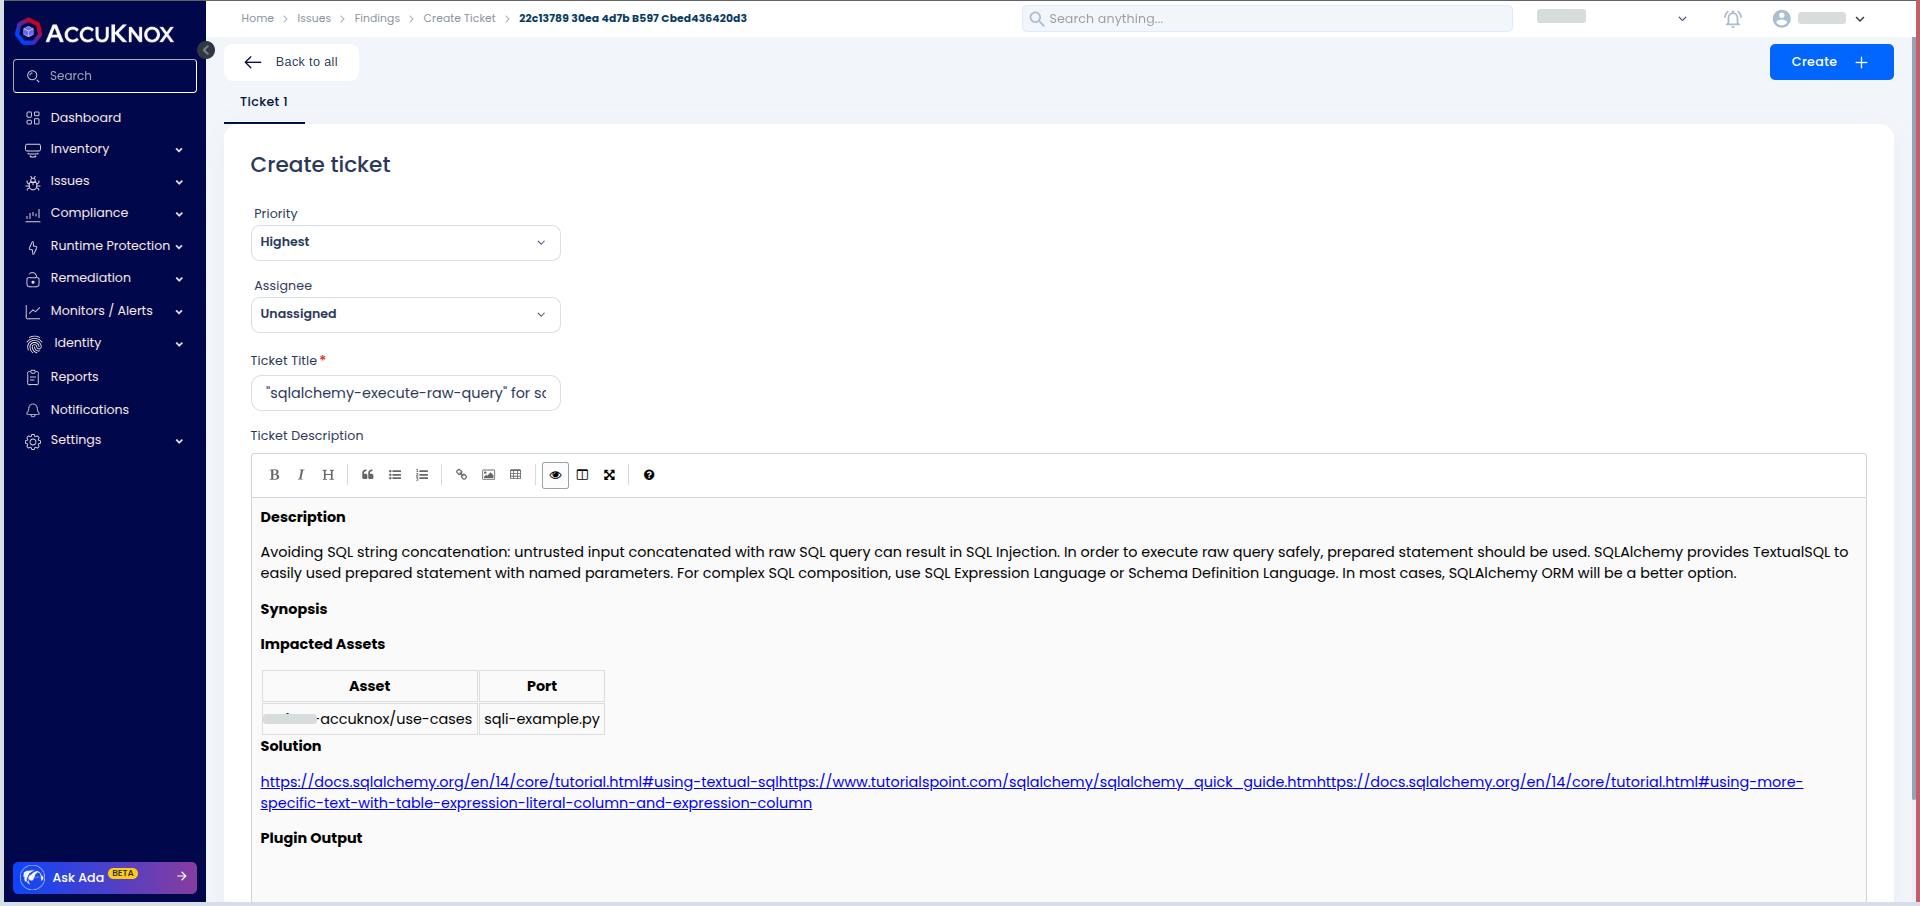 Home > Issues > Findings > Create Ticket > 22c13789 30ea 4d7b B597 Cbed436420d3
Search anything...
ACCUKNOX
Search
Dashboard
Inventory
Issues
Compliance
Runtime Protection
Remediation
Monitors / Alerts
Identity
Reports
Notifications
Settings
Ask Ada BETA
Back to all
Create +
Ticket 1
Create ticket
Priority
Highest
Assignee
Unassigned
Ticket Title*
"sqlalchemy-execute-raw-query" for
Ticket Description
B I H
Description
Avoiding SQL string concatenation: untrusted input concatenated with raw SQL query can result in SQL Injection. In order to execute raw query safely, prepared statement should be used. SQLAlchemy provides TextualSQL to
easily used prepared statement with named parameters. For complex SQL composition, use SQL Expression Language or Schema Definition Language. In most cases, SQLAlchemy ORM will be a better option.
Synopsis
Impacted Assets
Asset Port
-accuknox/use-cases sqli-example.py
Solution
https://docs.sqlalchemy.org/en/14/core/tutorial.html#using-textual-sqlhttps://www.tutorialspoint.com/sqlalchemy/sqlalchemy_quick_guide.htmhttps://docs.sqlalchemy.org/en/14/core/tutorial.html#using-more-
specific-text-with-table-expression-literal-column-and-expression-column
Plugin Output